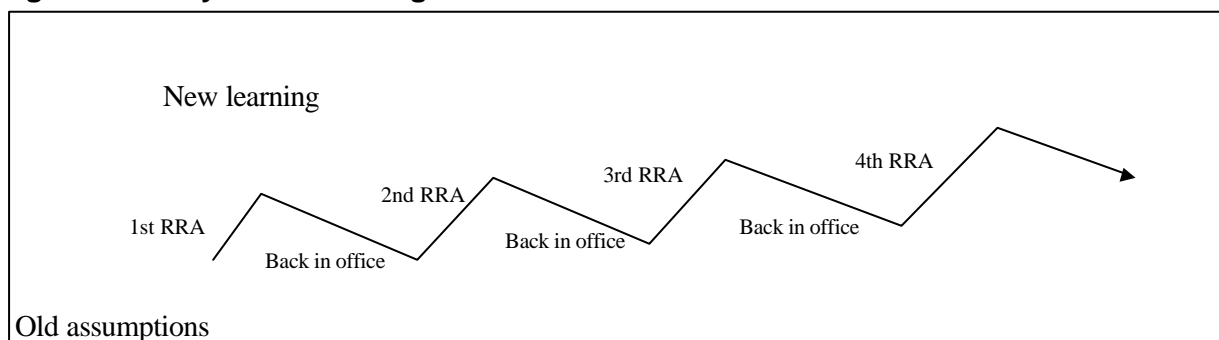 New learning
4th RRA
3rd RRA
2nd RRA
1st RRA
Back in office
Back in office
Back in office
Old assumptions